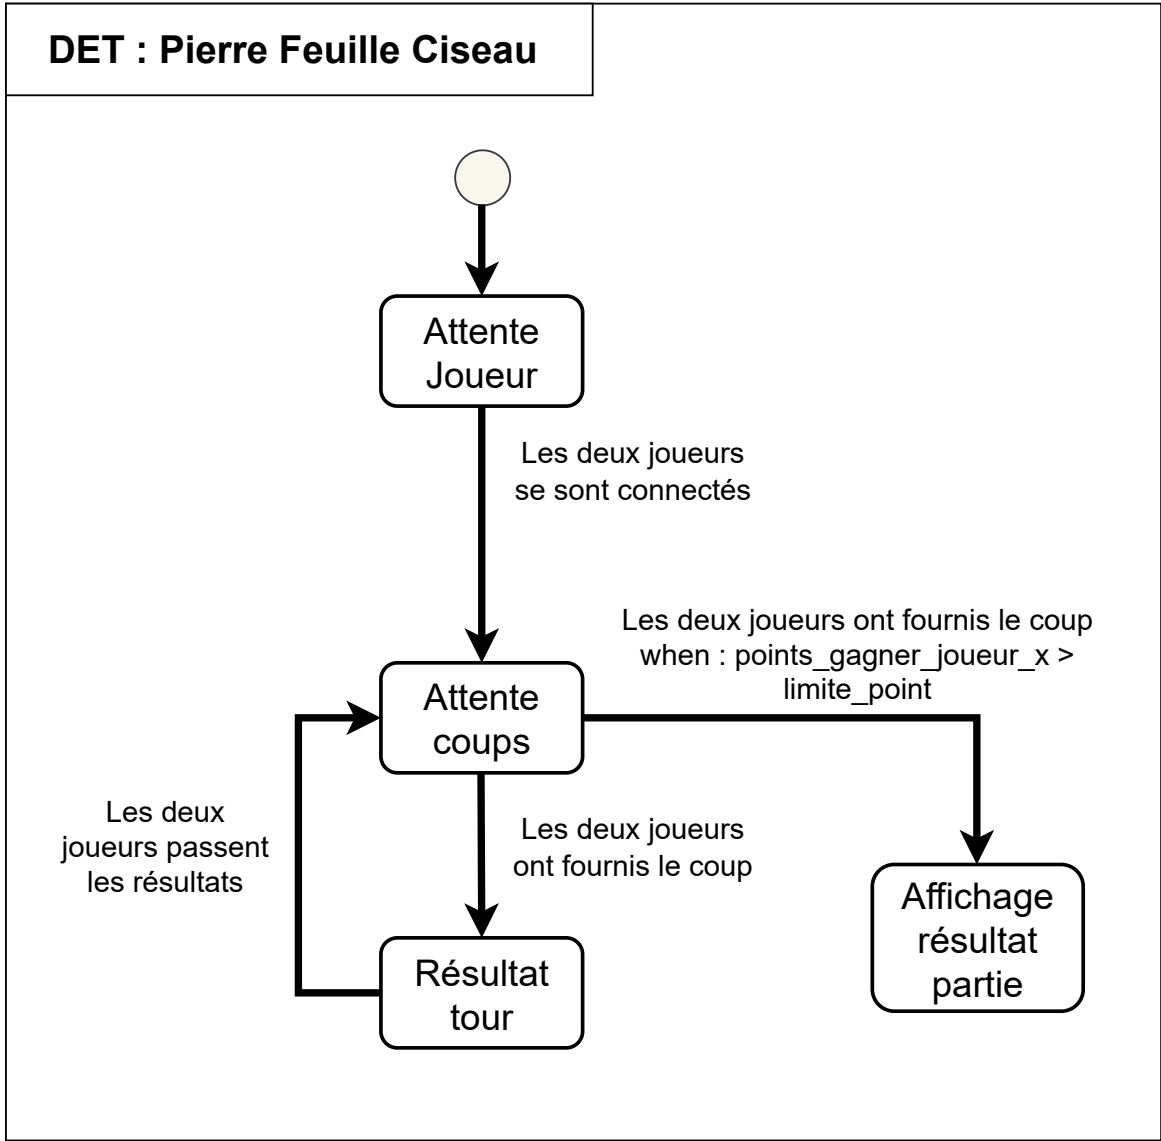 DET : Pierre Feuille Ciseau
Attente
Joueur
Les deux joueurs
se sont connectés
Les deux joueurs ont fournis le coup
when : points_gagner_joueur_x >
limite_point
Attente
coups
Les deux
joueurs passent
les résultats
Les deux joueurs
ont fournis le coup
Affichage
résultat
partie
Résultat
tour